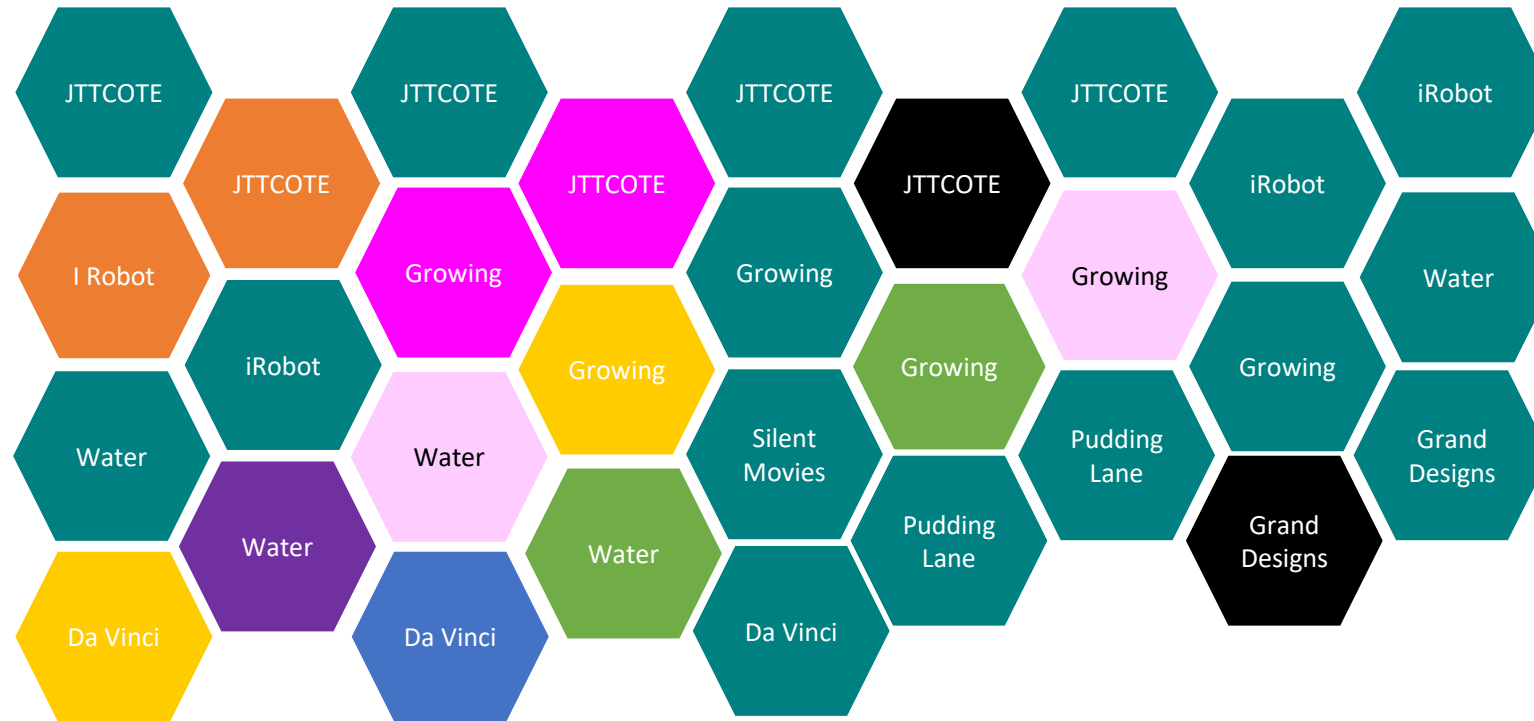 JTTCOTE
JTTCOTE
JTTCOTE
JTTCOTE
iRobot
JTTCOTE
JTTCOTE
JTTCOTE
iRobot
I Robot
Growing
Growing
Growing
Water
iRobot
Growing
Growing
Growing
Water
Water
Silent
Movies
Pudding
Lane
Grand
Designs
Water
Water
Pudding
Lane
Grand
Designs
Da Vinci
Da Vinci
Da Vinci